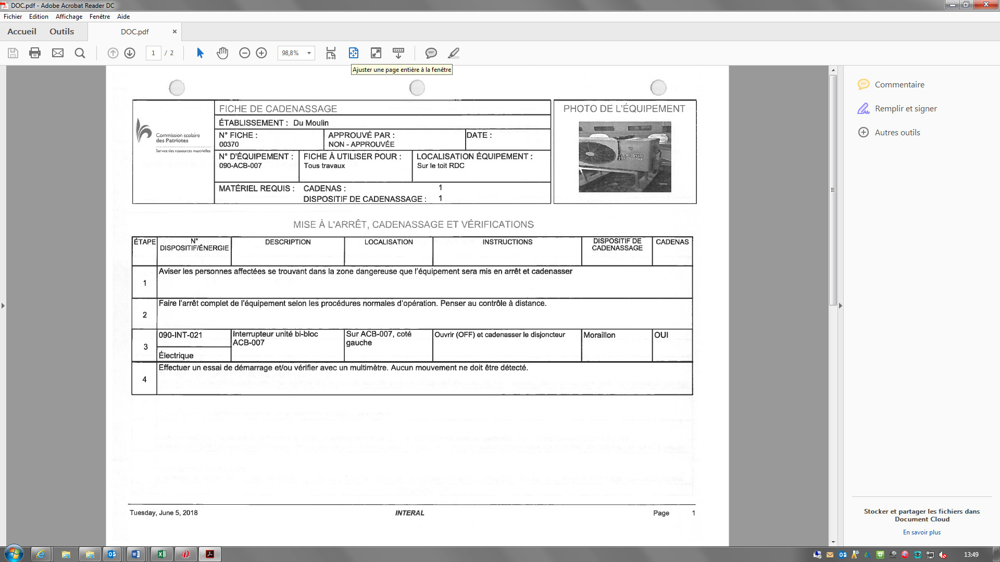 DOC.pdf - Adobe Acrobat Reader DC
Fichier Edition Affichage Fenêtre Aide
Accueil Outils DOC.pdf ×
1 / 2 98,8%
Ajuster une page entière à la fenêtre
Commission scolaire
des Patriotes
Service des ressources matérielles
FICHE DE CADENASSAGE
ÉTABLISSEMENT : Du Moulin
N° FICHE : APPROUVÉ PAR : DATE :
00370 NON - APPROUVÉE
N° D'ÉQUIPEMENT : FICHE À UTILISER POUR : LOCALISATION ÉQUIPEMENT :
090-ACB-007 Tous travaux Sur le toit RDC
MATÉRIEL REQUIS : CADENAS : 1
DISPOSITIF DE CADENASSAGE : 1
PHOTO DE L'ÉQUIPEMENT
MISE À L'ARRÊT, CADENASSAGE ET VÉRIFICATIONS
ÉTAPE N° DISPOSITIF/ÉNERGIE DESCRIPTION LOCALISATION INSTRUCTIONS DISPOSITIF DE CADENASSAGE CADENAS
1 Aviser les personnes affectées se trouvant dans la zone dangereuse que l'équipement sera mis en arrêt et cadenasser
2 Faire l'arrêt complet de l'équipement selon les procédures normales d'opération. Penser au contrôle à distance.
3 090-INT-021 Interrupteur unité bi-bloc Sur ACB-007, coté Ouvrir (OFF) et cadenasser le disjoncteur Moraillon OUI
ACB-007 gauche
Électrique
4 Effectuer un essai de démarrage et/ou vérifier avec un multimètre. Aucun mouvement ne doit être détecté.
Tuesday, June 5, 2018 INTERAL Page 1
Commentaire
Remplir et signer
Autres outils
Stocker et partager les fichiers dans
Document Cloud
En savoir plus
13:49